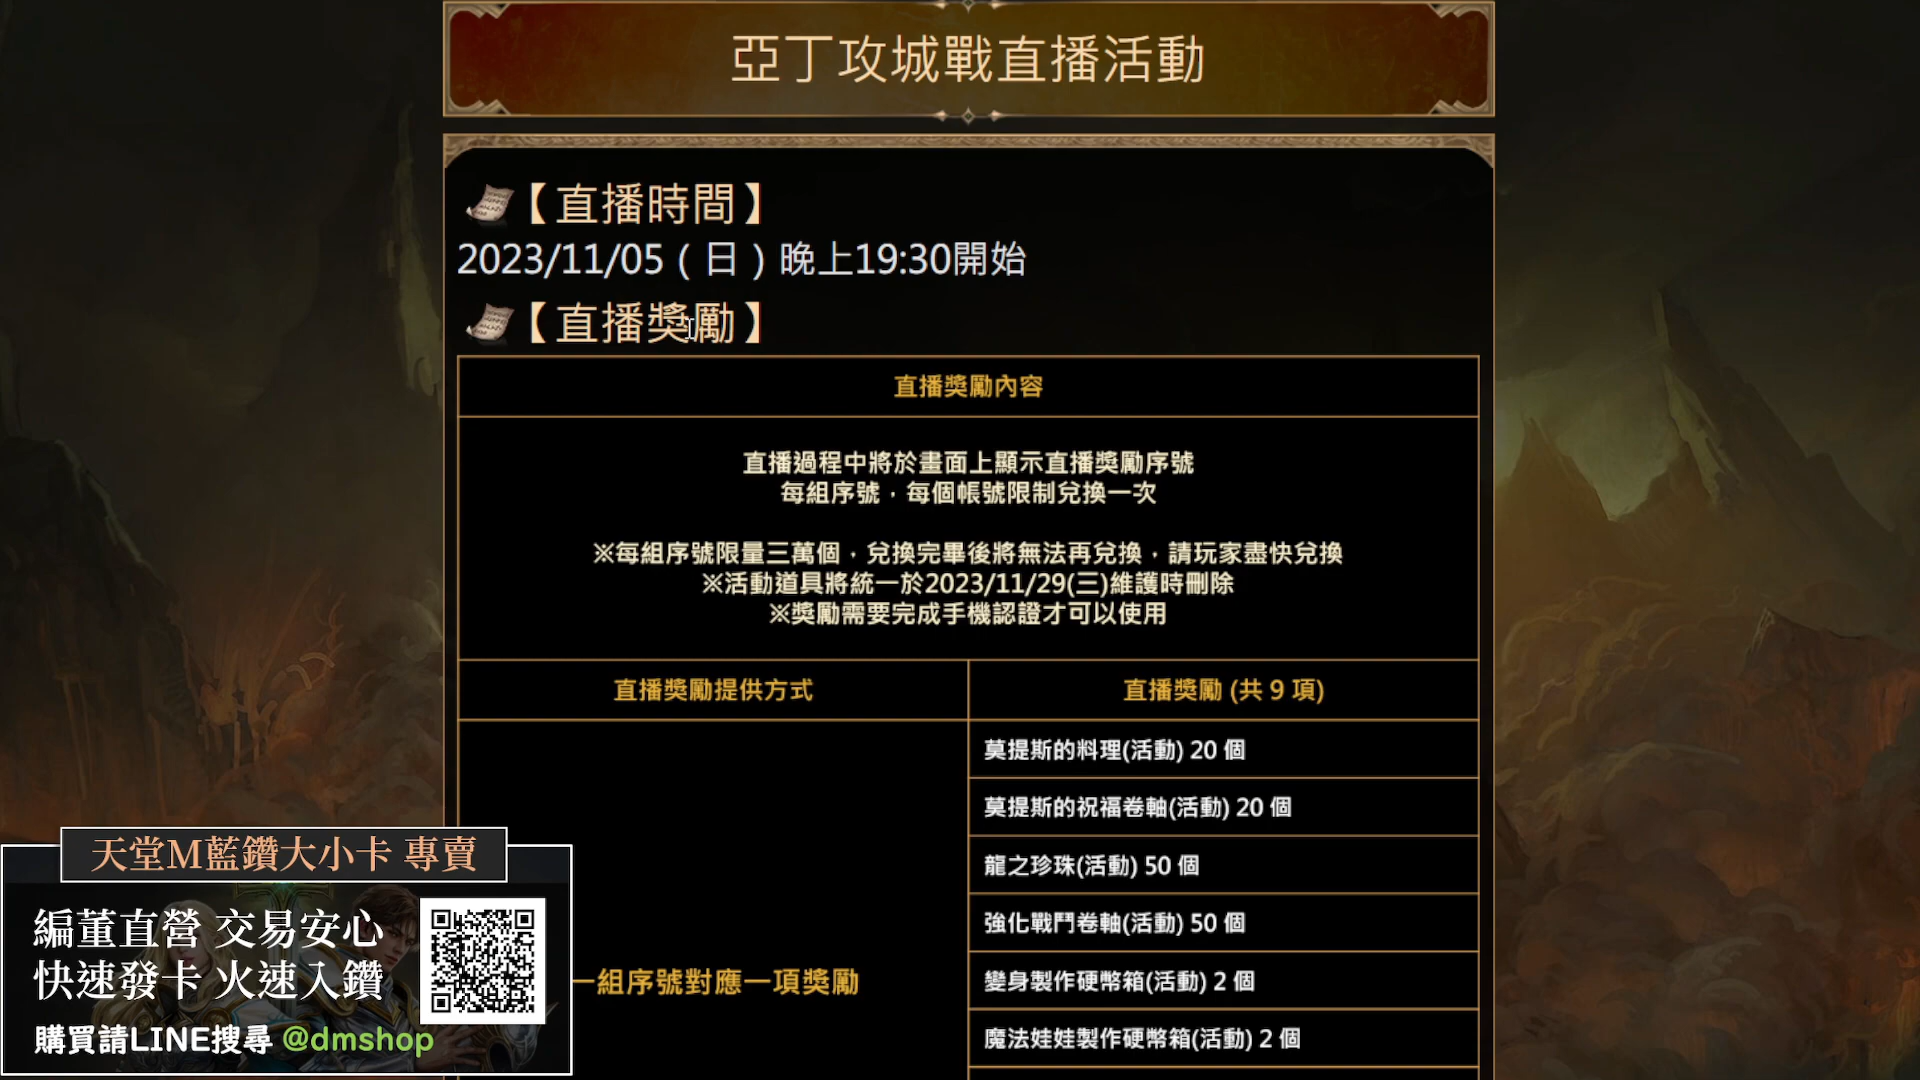 亞丁攻城戰直播活動
【直播時間】
2023/11/05(日)晚上19:30開始
【直播獎勵】
直播獎勵內容
直播過程中將於畫面上顯示直播獎勵序號
每組序號，每個帳號限制兌換一次
※每組序號限量三萬個，兌換完畢後將無法再兌換，請玩家盡快兌換
※活動道具將統一於2023/11/29(三)維護時刪除
※獎勵需要完成手機認證才可以使用
直播獎勵提供方式
直播獎勵 (共 9 項)
一組序號對應一項獎勵
莫提斯的料理(活動) 20 個
莫提斯的祝福卷軸(活動) 20 個
龍之珍珠(活動) 50 個
強化戰鬥卷軸(活動) 50 個
變身製作硬幣箱(活動) 2 個
魔法娃娃製作硬幣箱(活動) 2 個
天堂M藍鑽大小卡 專賣
編董直營 交易安心
快速發卡 火速入鑽
購買請LINE搜尋 @dmshop